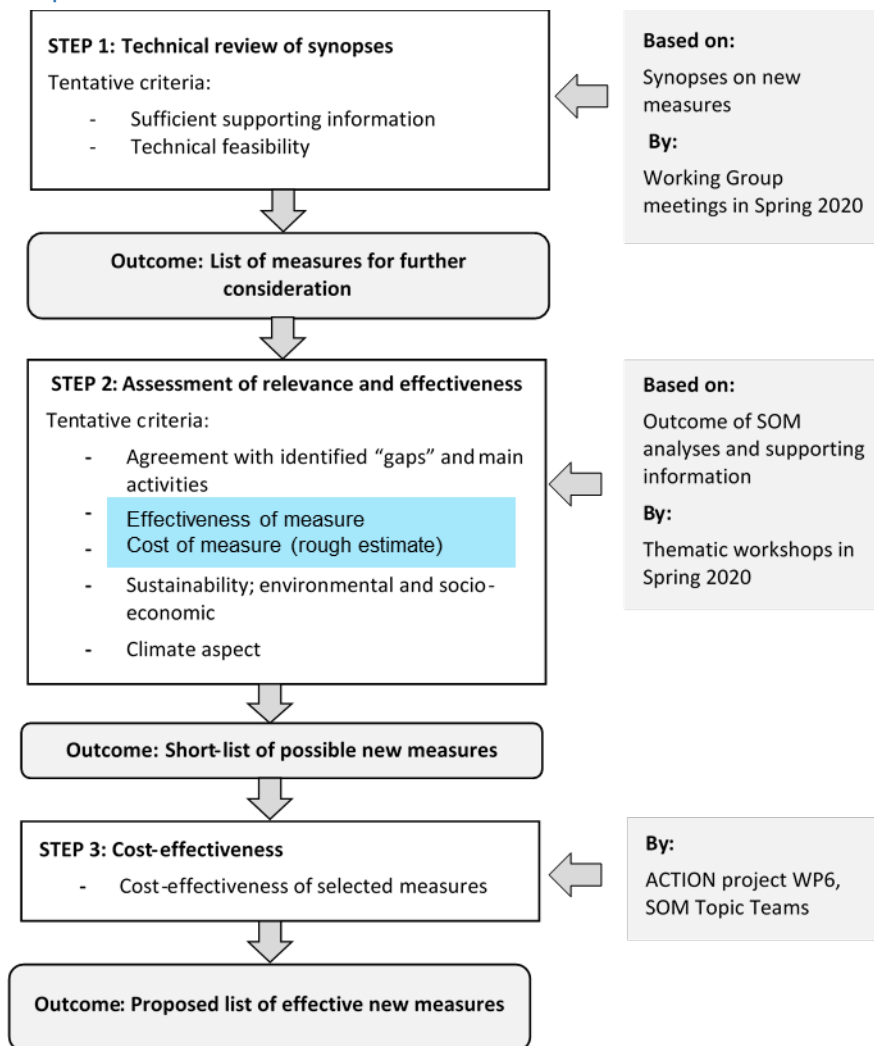 STEP 1: Technical review of synopses
Tentative criteria:
- Sufficient supporting information
- Technical feasibility
Based on:
Synopses on new
measures
By:
Working Group
meetings in Spring 2020
Outcome: List of measures for further
consideration
STEP 2: Assessment of relevance and effectiveness
Tentative criteria:
- Agreement with identified “gaps” and main
activities
- Effectiveness of measure
- Cost of measure (rough estimate)
- Sustainability; environmental and socio-
economic
- Climate aspect
Based on:
Outcome of SOM
analyses and supporting
information
By:
Thematic workshops in
Spring 2020
Outcome: Short-list of possible new measures
STEP 3: Cost-effectiveness
- Cost-effectiveness of selected measures
By:
ACTION project WP6,
SOM Topic Teams
Outcome: Proposed list of effective new measures